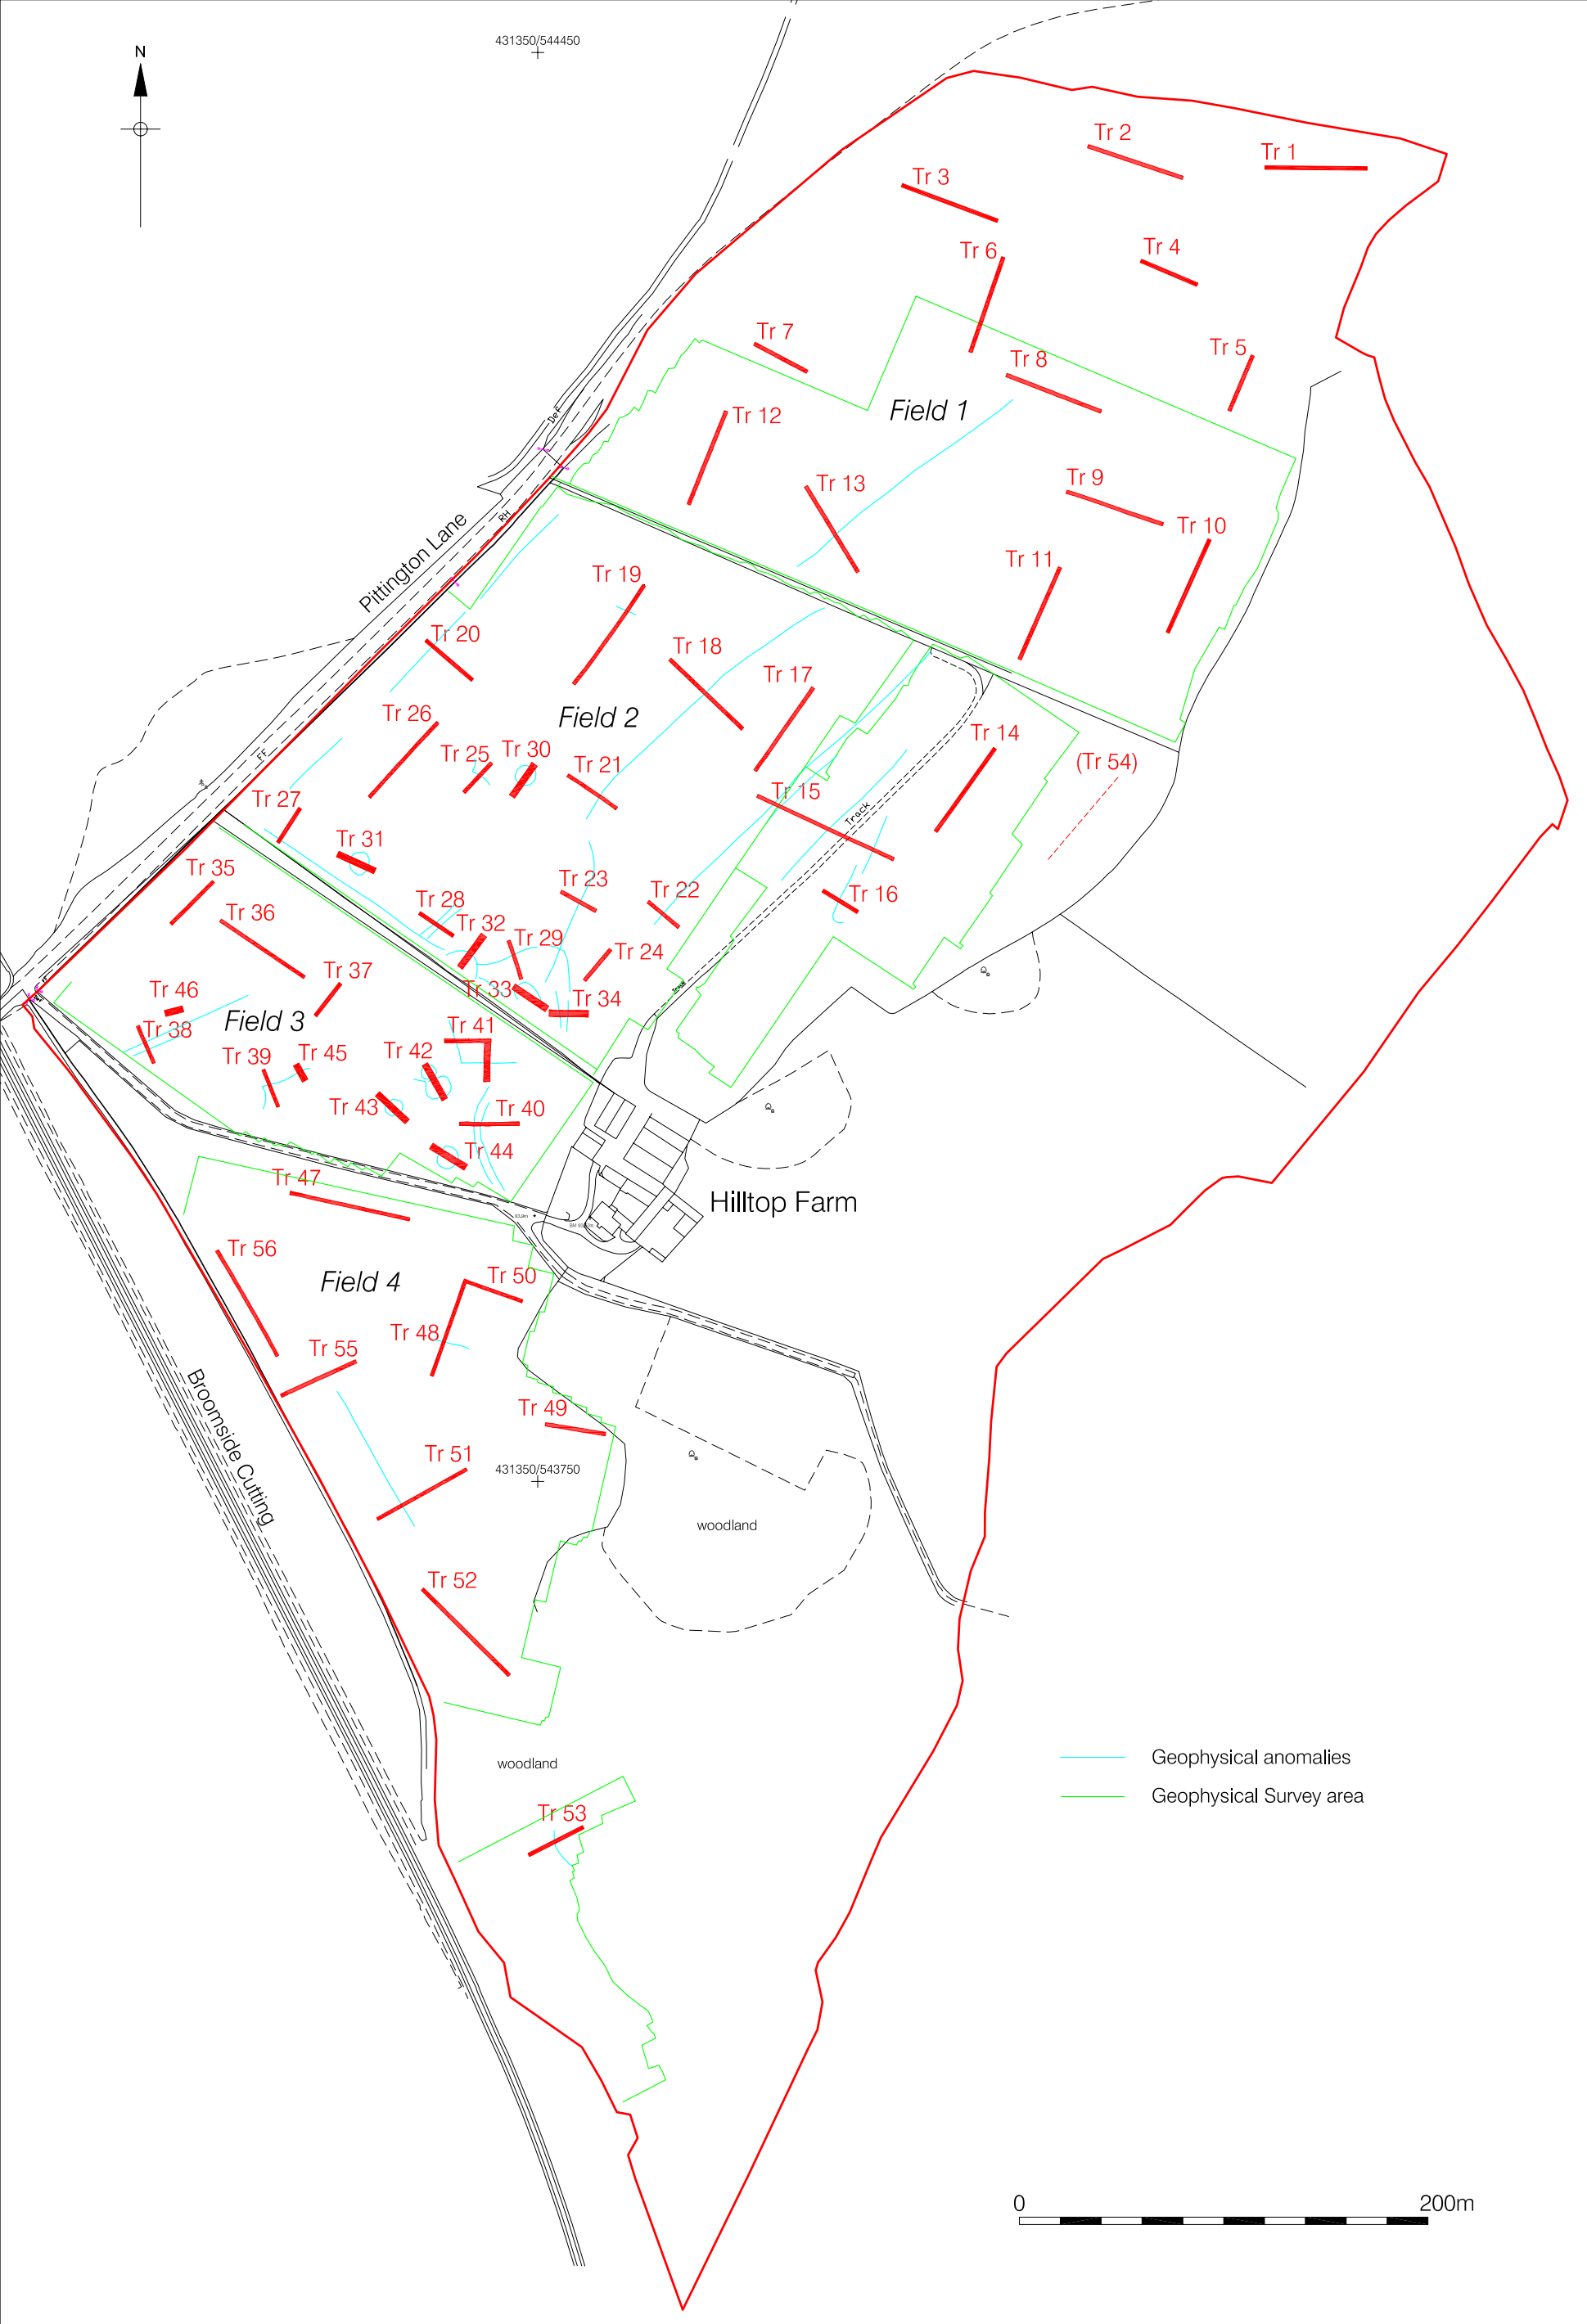 431350/544450
N
Tr 2
Tr 1
Tr 3
Tr 6
Tr 4
Tr 7
Tr 5
Tr 8
Def
Tr 12
Field 1
Tr 9
Tr 13
RH
Tr 10
Pittington Lane
Tr 11
Tr 19
Tr 20
Tr 18
Tr 17
Tr 26
Field 2
Tr 14
Tr 25
Tr 30
Tr 21
(Tr 54)
FF
Tr 15
Tr 27
Track
Tr 31
Tr 35
Tr 23
Tr 22
Tr 16
Tr 28
Tr 36
Tr 32
Tr 29
Tr 24
Tr 37
Tr 33
Track
Tr 34
Tr 46
Field 3
Tr 38
Tr 41
Tr 39
Tr 45
Tr 42
Tr 43
Tr 40
Tr 44
Tr 47
Hilltop Farm
Tr 56
Field 4
Tr 50
Tr 48
Tr 55
Broomside Cutting
Tr 49
Tr 51
431350/543750
woodland
Tr 52
woodland
Geophysical anomalies
Geophysical Survey area
Tr 53
0
200m